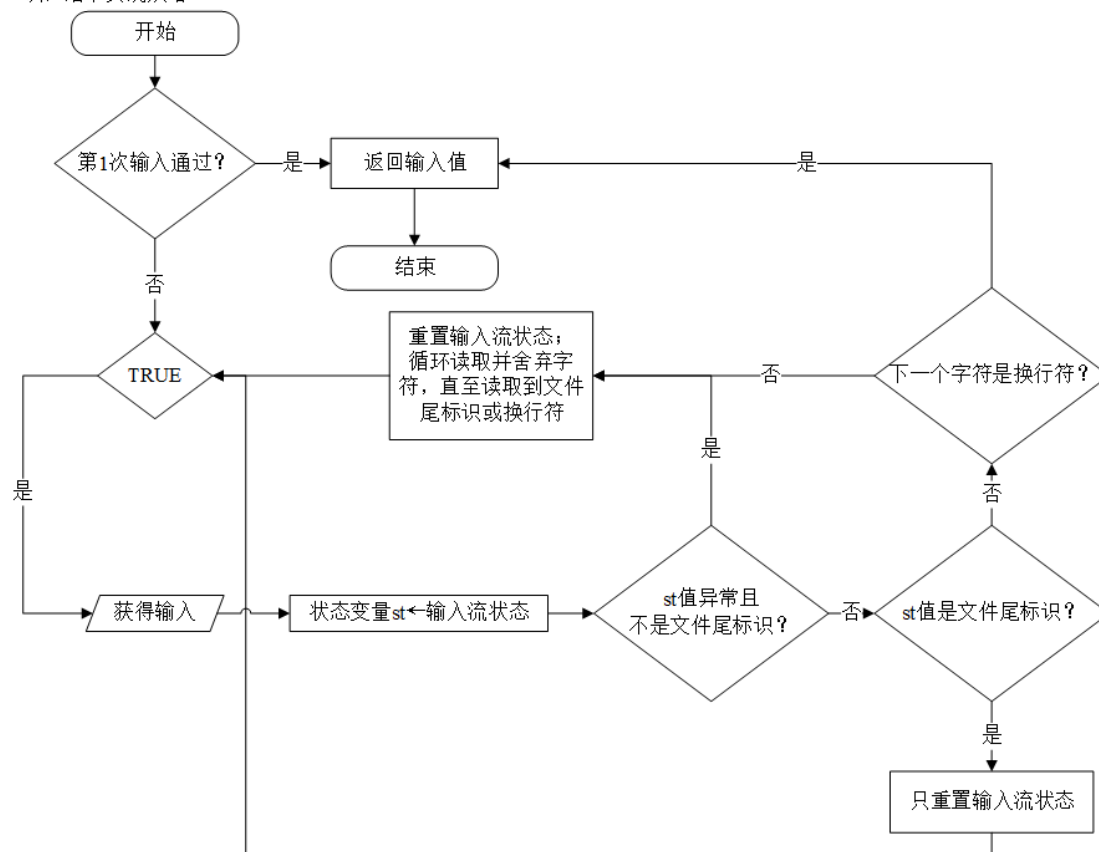 开始
第1次输入通过？
是
返回输入值
是
结束
否
重置输入流状态；
循环读取并舍弃字
符，直至读取到文件
尾标识或换行符
TRUE
否
下一个字符是换行符？
是
是
否
获得输入
状态变量st←输入流状态
st值异常且
不是文件尾标识？
否
st值是文件尾标识？
是
只重置输入流状态